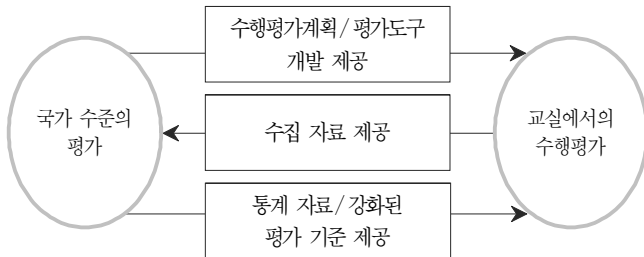 수행평가계획/평가도구
개발 제공
국가 수준의
평가
수집 자료 제공
교실에서의
수행평가
통계 자료/강화된
평가 기준 제공